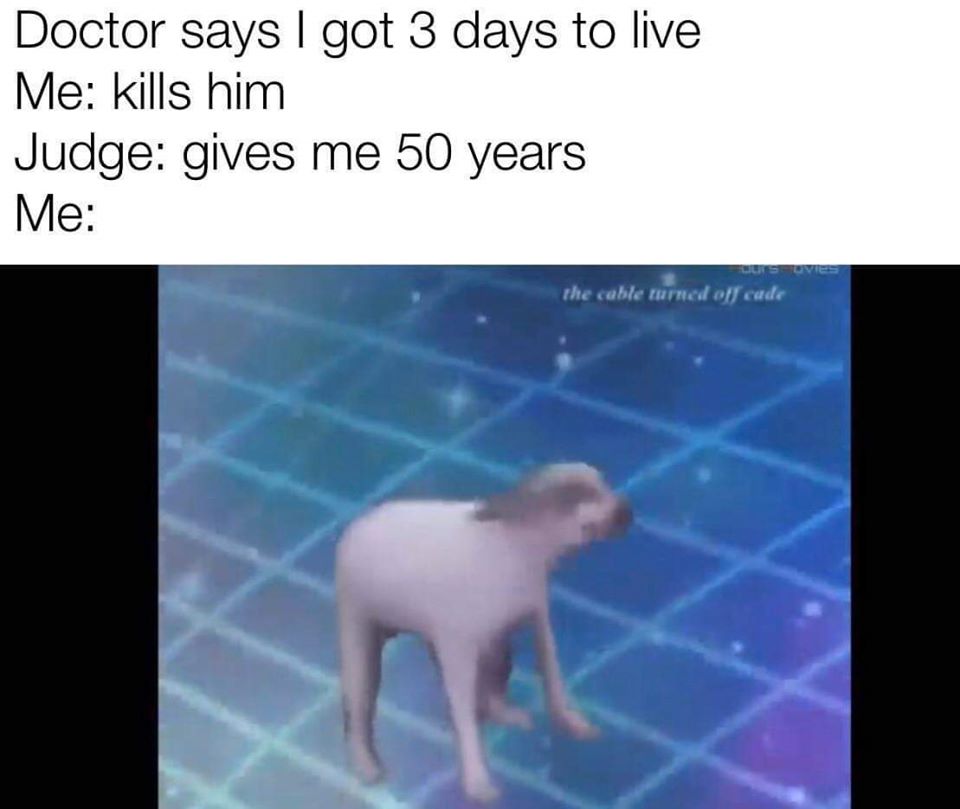 Doctor says I got 3 days to live
Me: kills him
Judge: gives me 50 years
Me:
the cable turned off cade